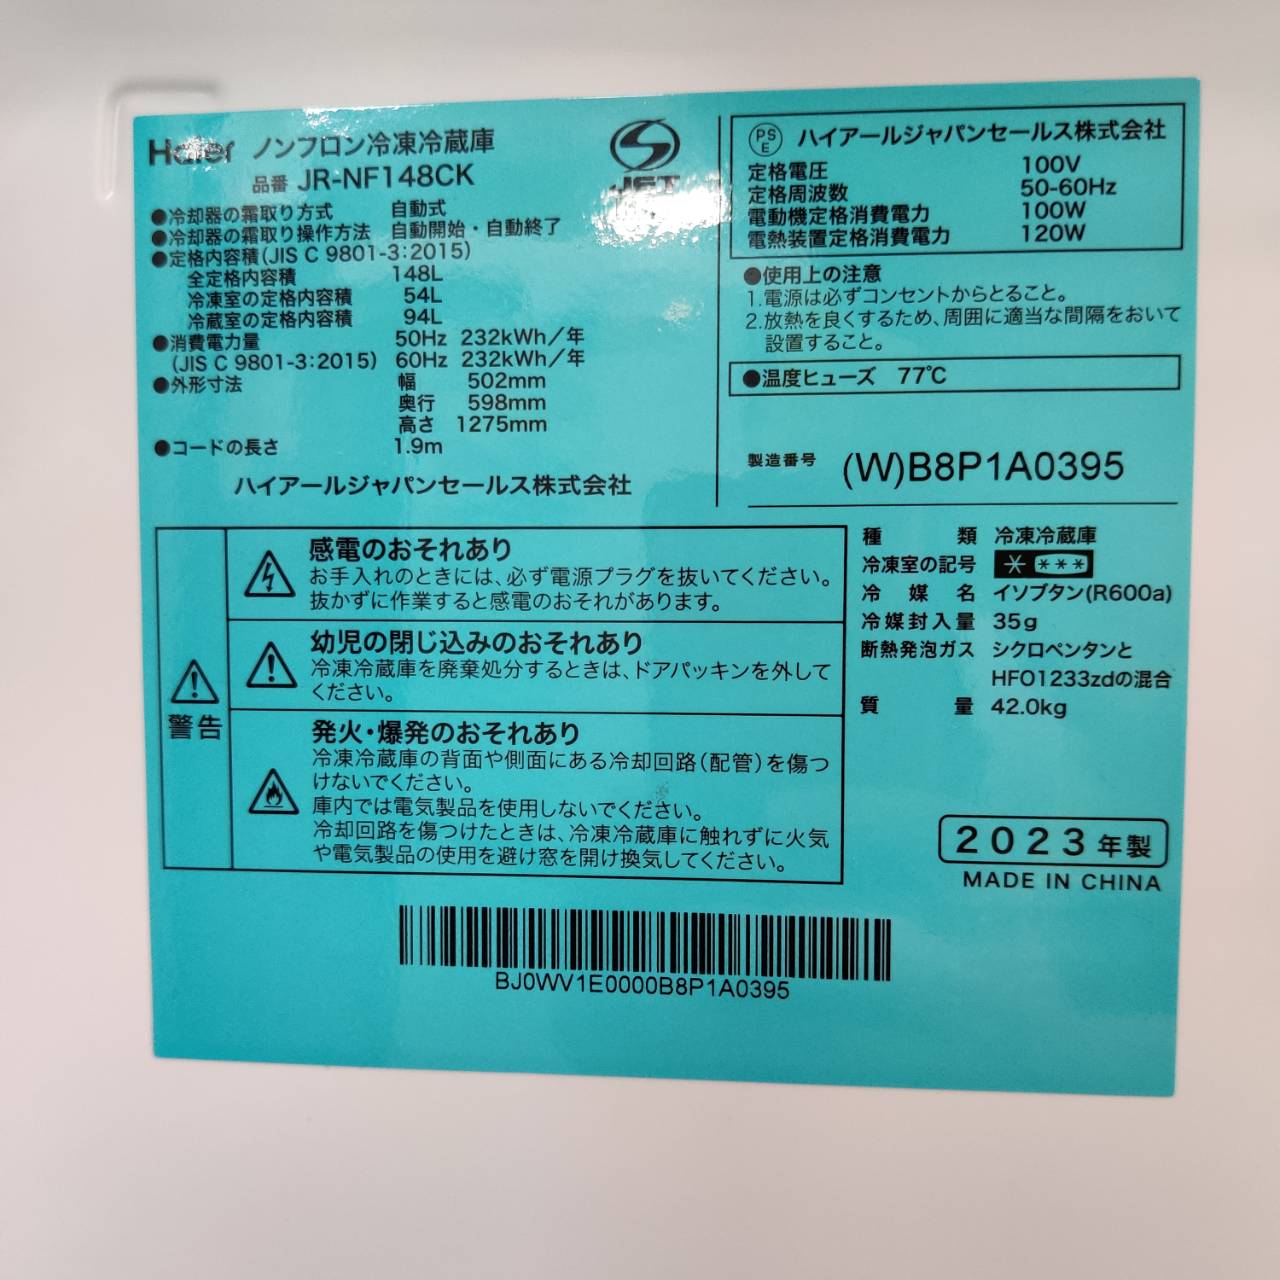 Haier ノンフロン冷凍冷蔵庫
品番 JR-NF148CK
●冷却器の霜取り方式 自動式
●冷却器の霜取り操作方法 自動開始・自動終了
●定格内容積(JIS C 9801-3:2015)
全定格内容積 148L
冷凍室の定格内容積 54L
冷蔵室の定格内容積 94L
●消費電力量 50Hz 232kWh/年
(JIS C 9801-3:2015) 60Hz 232kWh/年
●外形寸法 幅 502mm
奥行 598mm
高さ 1275mm
●コードの長さ 1.9m
ハイアールジャパンセールス株式会社
JET
PS
E
ハイアールジャパンセールス株式会社
定格電圧 100V
定格周波数 50-60Hz
電動機定格消費電力 100W
電熱装置定格消費電力 120W
●使用上の注意
1.電源は必ずコンセントからとること。
2.放熱を良くするため、周囲に適当な間隔をおいて
設置すること。
●温度ヒューズ 77℃
製造番号 (W)B8P1A0395
警告
感電のおそれあり
お手入れのときには、必ず電源プラグを抜いてください。
抜かずに作業すると感電のおそれがあります。
幼児の閉じ込みのおそれあり
冷凍冷蔵庫を廃棄処分するときは、ドアパッキンを外して
ください。
発火・爆発のおそれあり
冷凍冷蔵庫の背面や側面にある冷却回路(配管)を傷つ
けないでください。
庫内では電気製品を使用しないでください。
冷却回路を傷つけたときは、冷凍冷蔵庫に触れずに火気
や電気製品の使用を避け窓を開け換気してください。
種類 冷凍冷蔵庫
冷凍室の記号
冷媒名 イソブタン(R600a)
冷媒封入量 35g
断熱発泡ガス シクロペンタンと
HFO1233zdの混合
質量 42.0kg
2023年製
MADE IN CHINA
BJ0WV1E0000B8P1A0395